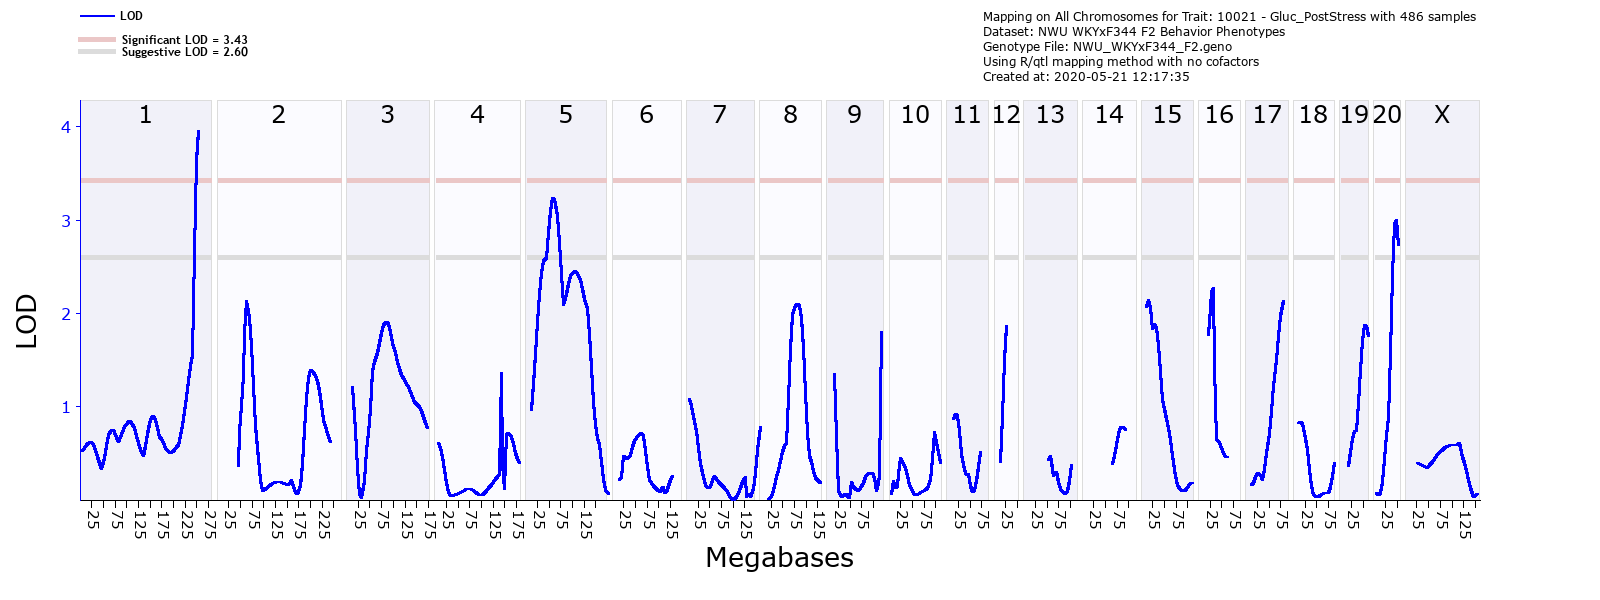 LOD
Significant LOD = 3.43
Suggestive LOD = 2.60
Mapping on All Chromosomes for Trait: 10021 - Gluc_PostStress with 486 samples
Dataset: NWU WKYxF344 F2 Behavior Phenotypes
Genotype File: NWU_WKYxF344_F2.geno
Using R/qtl mapping method with no cofactors
Created at: 2020-05-21 12:17:35
1 2 3 4 5 6 7 8 9 10 11 12 13 14 15 16 17 18 19 20 X
4
3
2
1
LOD
25 75 125 175 225 275 25 75 125 175 225 25 75 125 175 25 75 125 175 25 75 125 25 75 125 25 75 125 25 75 125 25 75 25 75 25 25 25 75 25 75 25 75 25 75 25 75 25 75 25 25 25 75 125
Megabases